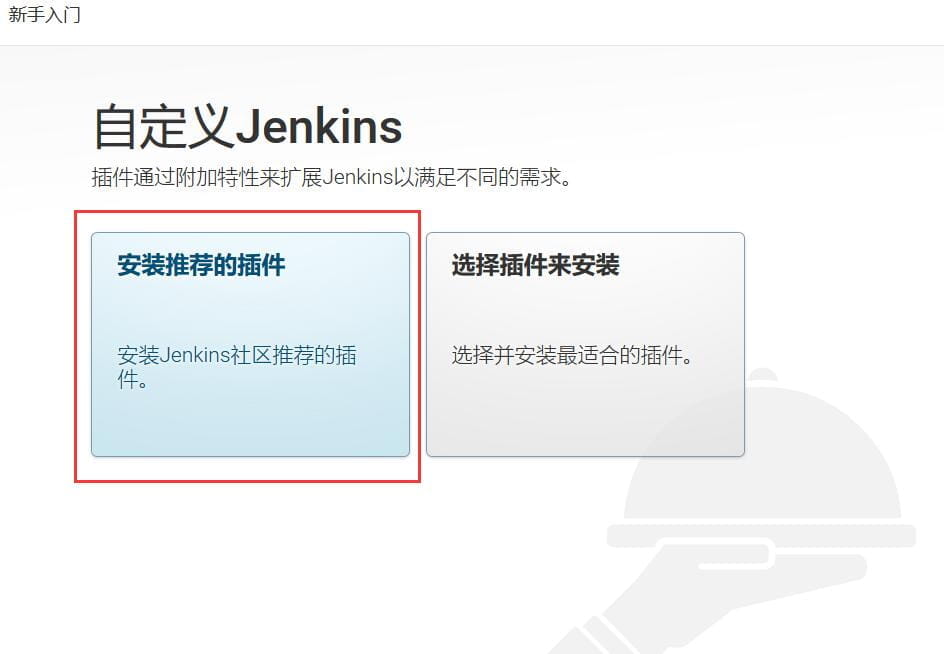 新手入门
自定义Jenkins
插件通过附加特性来扩展Jenkins以满足不同的需求。
安装推荐的插件
安装Jenkins社区推荐的插
件。
选择插件来安装
选择并安装最适合的插件。